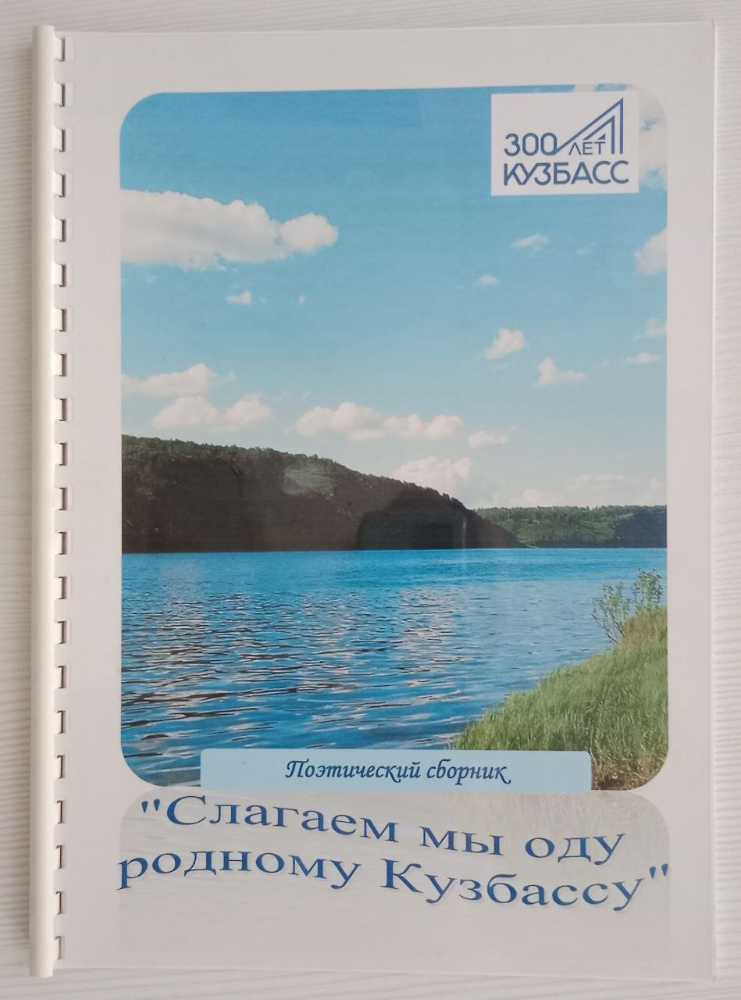 300 ЛЕТ
КУЗБАСС
Поэтический сборник
"Слагаем мы оду
родному Кузбассу"